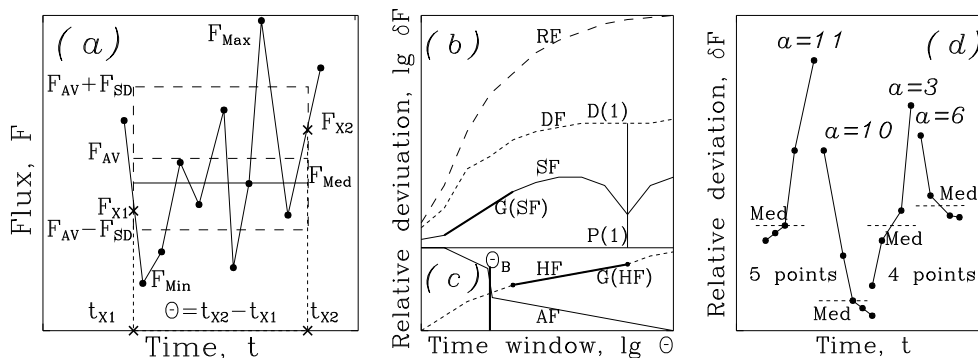 Flux, F
(a)
F_Max
F_AV+F_SD
F_X2
F_AV
F_Med
F_X1
F_AV−F_SD
F_Min
t_X1
Θ=t_X2−t_X1
t_X2
Time, t
Relative deviuation, lg δF
(b)
RF
DF
D(1)
SF
G(SF)
P(1)
(c)
Θ_B
HF
G(HF)
AF
Time window, lg Θ
Relative deviation, δF
(d)
a=11
a=3
a=6
a=10
Med
Med
Med
5 points
4 points
Med
Time, t